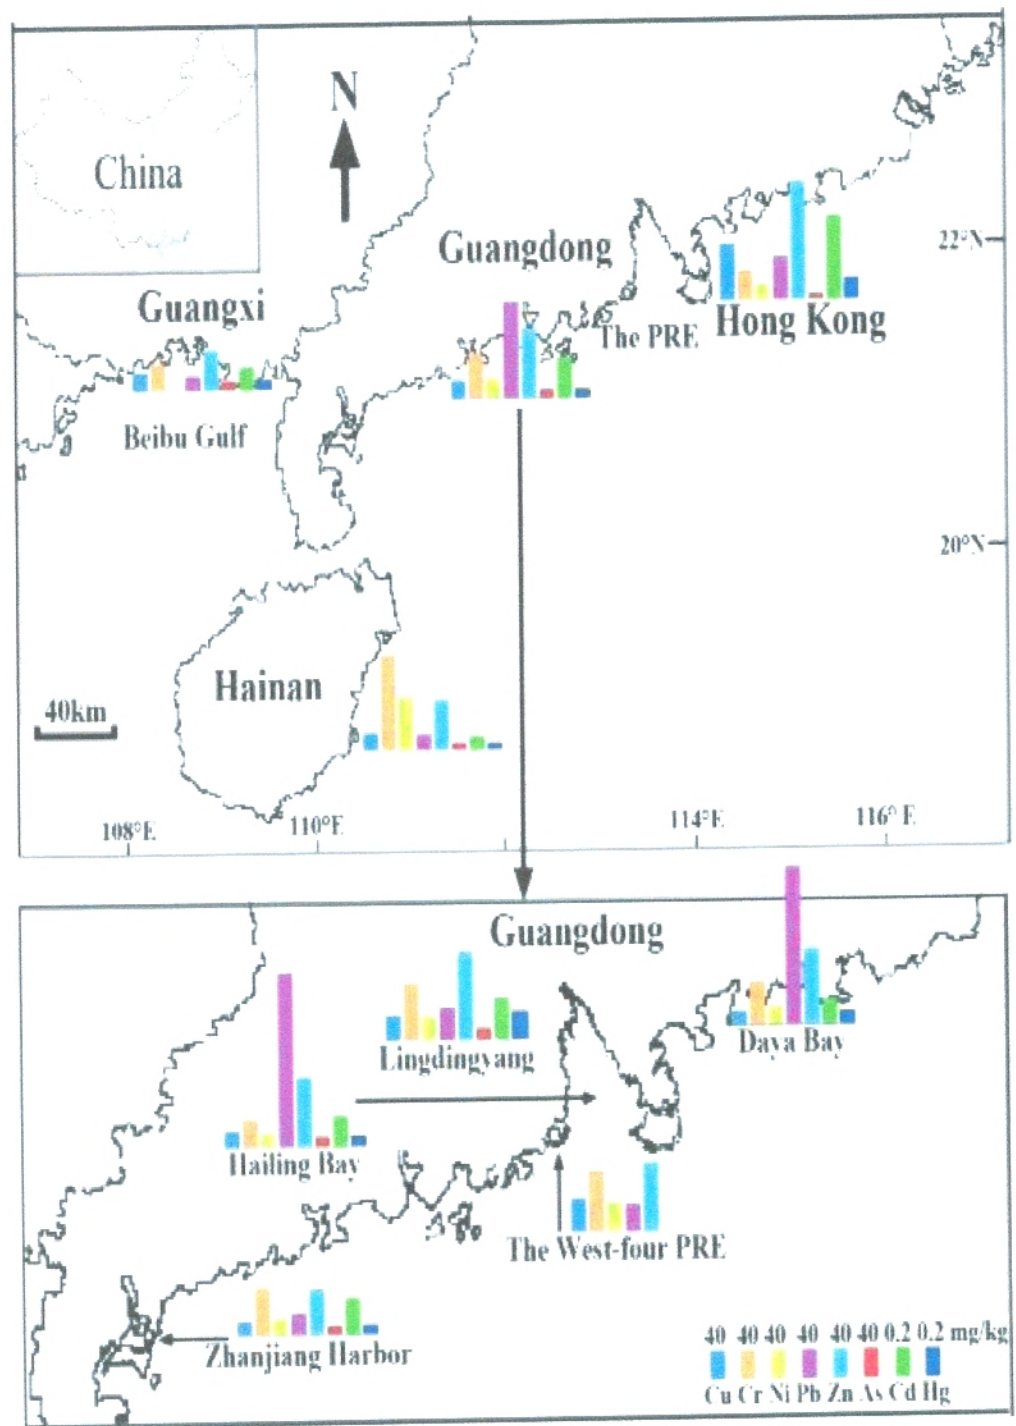 N
China
Guangdong
22°N
Guangxi
The PRE
Hong Kong
Beibu Gulf
20°N
Hainan
40km
108°E
110°E
114°E
116° E
Guangdong
Lingdingyang
Daya Bay
Hailing Bay
The West-four PRE
Zhanjiang Harbor
40 40 40 40 40 40 0.2 0.2 mg/kg
Cu Cr Ni Pb Zn As Cd Hg